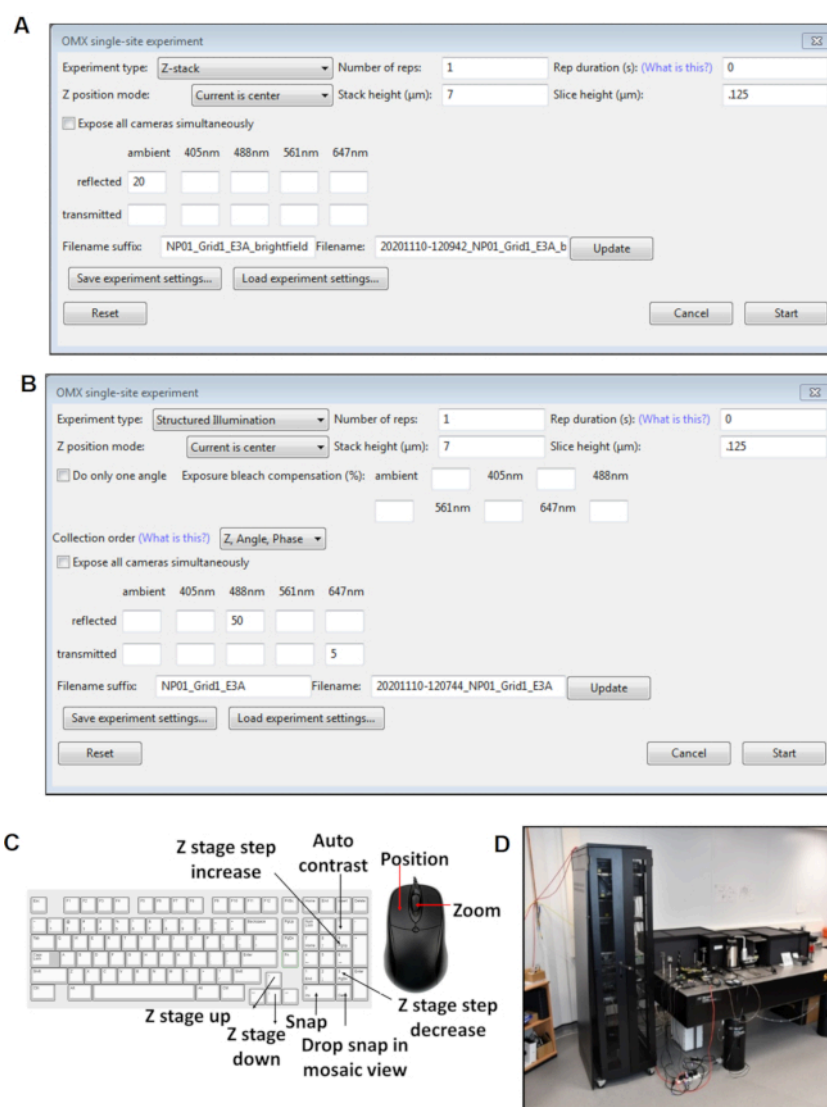 A
OMX single-site experiment
Experiment type: Z-stack Number of reps: 1 Rep duration (s): (What is this?) 0
Z position mode: Current is center Stack height (µm): 7 Slice height (µm): .125
Expose all cameras simultaneously
ambient 405nm 488nm 561nm 647nm
reflected 20
transmitted
Filename suffix: NP01_Grid1_E3A_brightfield Filename: 20201110-120942_NP01_Grid1_E3A_b Update
Save experiment settings... Load experiment settings...
Reset Cancel Start
B
OMX single-site experiment
Experiment type: Structured Illumination Number of reps: 1 Rep duration (s): (What is this?) 0
Z position mode: Current is center Stack height (µm): 7 Slice height (µm): .125
Do only one angle Exposure bleach compensation (%): ambient 405nm 488nm
561nm 647nm
Collection order (What is this?) Z, Angle, Phase
Expose all cameras simultaneously
ambient 405nm 488nm 561nm 647nm
reflected 50
transmitted 5
Filename suffix: NP01_Grid1_E3A Filename: 20201110-120744_NP01_Grid1_E3A Update
Save experiment settings... Load experiment settings...
Reset Cancel Start
C
Z stage step
increase
Auto
contrast
Position
Zoom
Z stage up
Z stage
down
Snap
Drop snap in
mosaic view
Z stage step
decrease
D